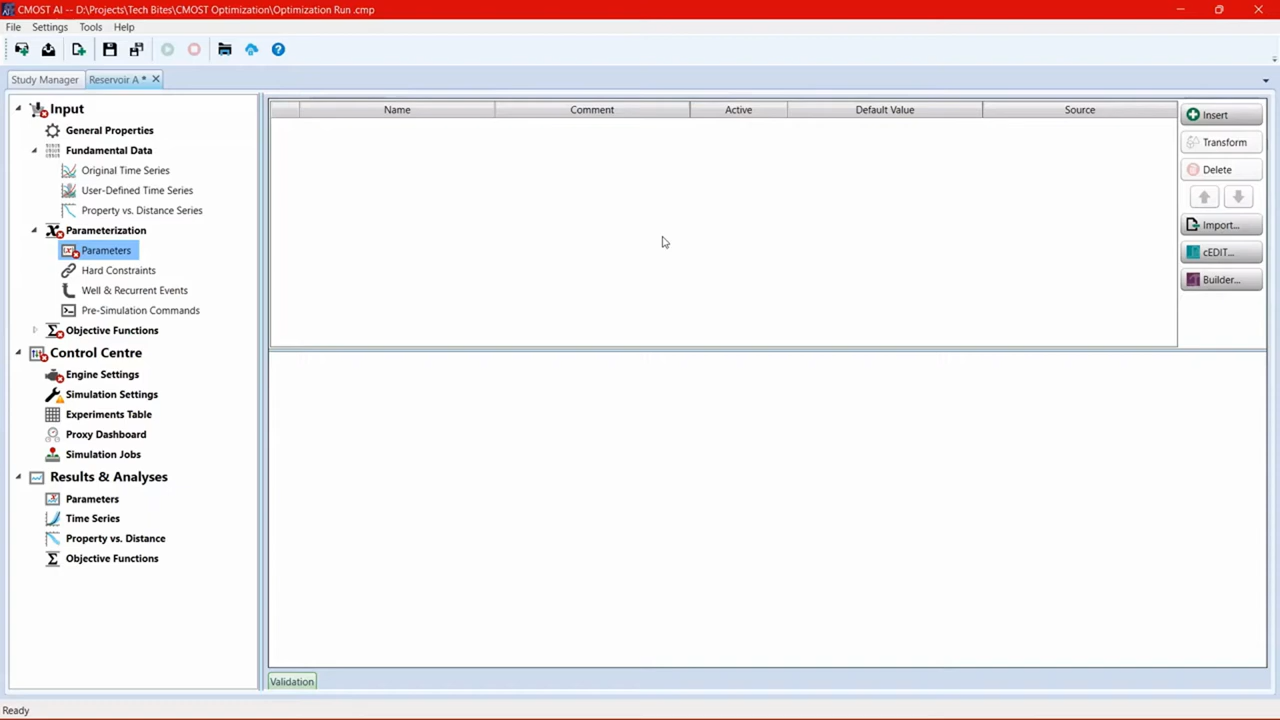 CMOST AI -- D:\Projects\Tech Bites\CMOST Optimization\Optimization Run .cmp
File Settings Tools Help
Study Manager Reservoir A *
Input
General Properties
Fundamental Data
Original Time Series
User-Defined Time Series
Property vs. Distance Series
Parameterization
Parameters
Hard Constraints
Well & Recurrent Events
Pre-Simulation Commands
Objective Functions
Control Centre
Engine Settings
Simulation Settings
Experiments Table
Proxy Dashboard
Simulation Jobs
Results & Analyses
Parameters
Time Series
Property vs. Distance
Objective Functions
Name Comment Active Default Value Source
Insert
Transform
Delete
Import...
cEDIT...
Builder...
Validation
Ready